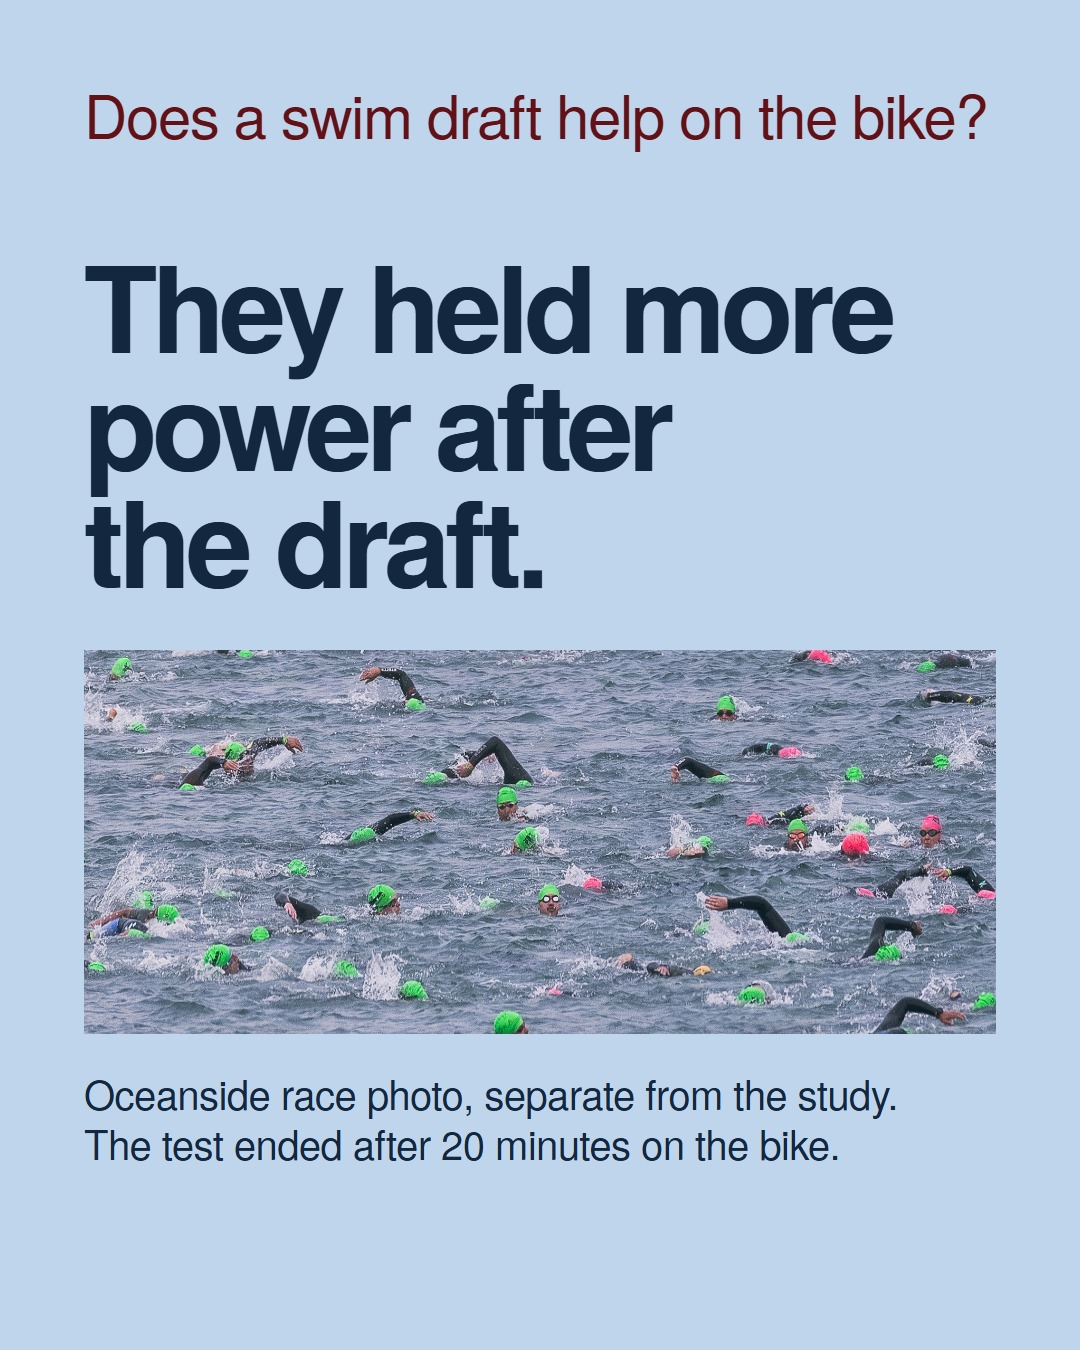 Does a swim draft help on the bike?
They held more
power after
the draft.
Oceanside race photo, separate from the study.
The test ended after 20 minutes on the bike.